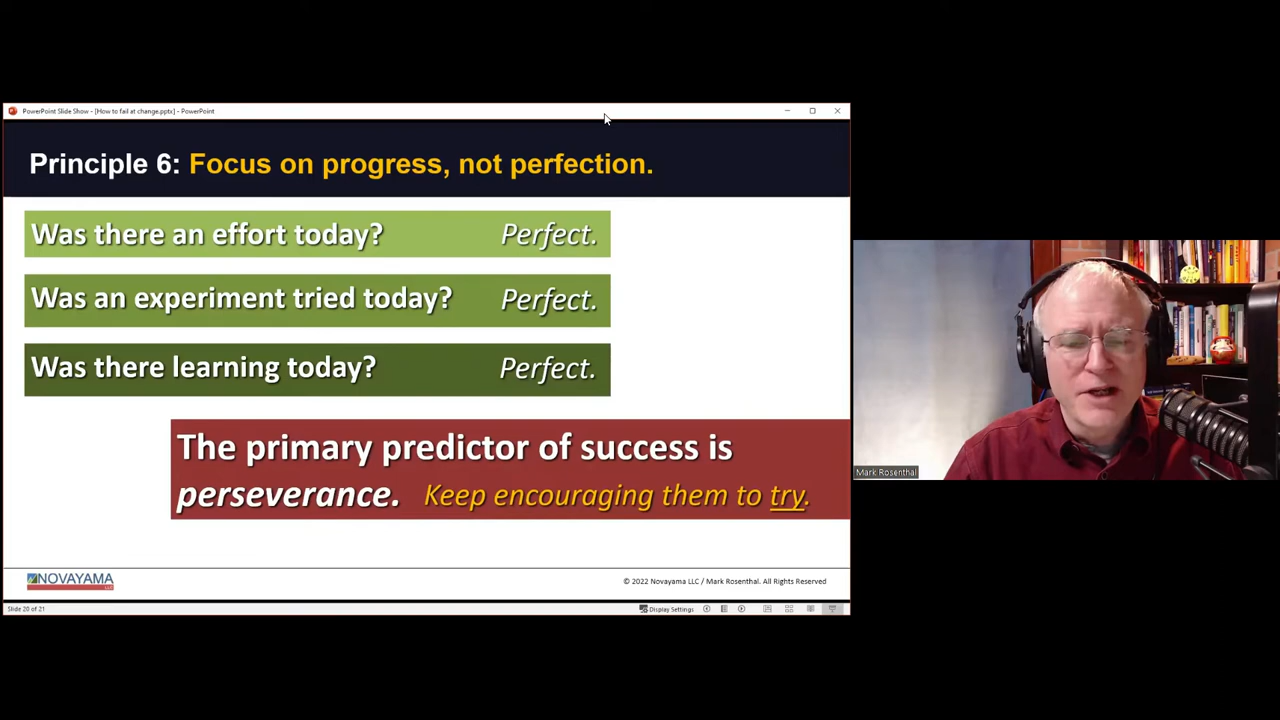 PowerPoint Slide Show - [How to fail at change.pptx] - PowerPoint
Principle 6: Focus on progress, not perfection.
Was there an effort today? Perfect.
Was an experiment tried today? Perfect.
Was there learning today? Perfect.
The primary predictor of success is
perseverance. Keep encouraging them to try.
NOVAYAMA
LLC
© 2022 Novayama LLC / Mark Rosenthal. All Rights Reserved
Slide 20 of 21
Display Settings
Mark Rosenthal